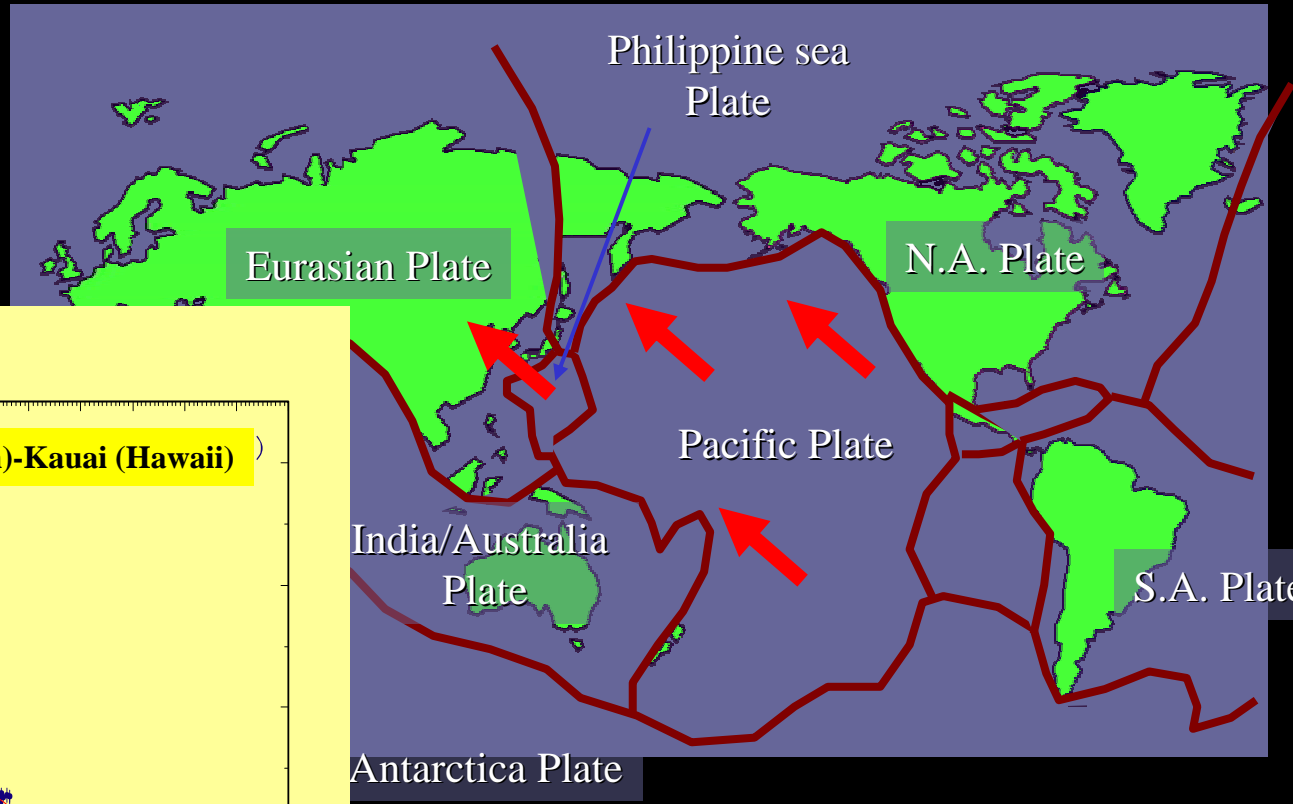 Philippine sea
Plate
Eurasian Plate
N.A. Plate
)-Kauai (Hawaii)
)
Pacific Plate
India/Australia
Plate
S.A. Plate
Antarctica Plate